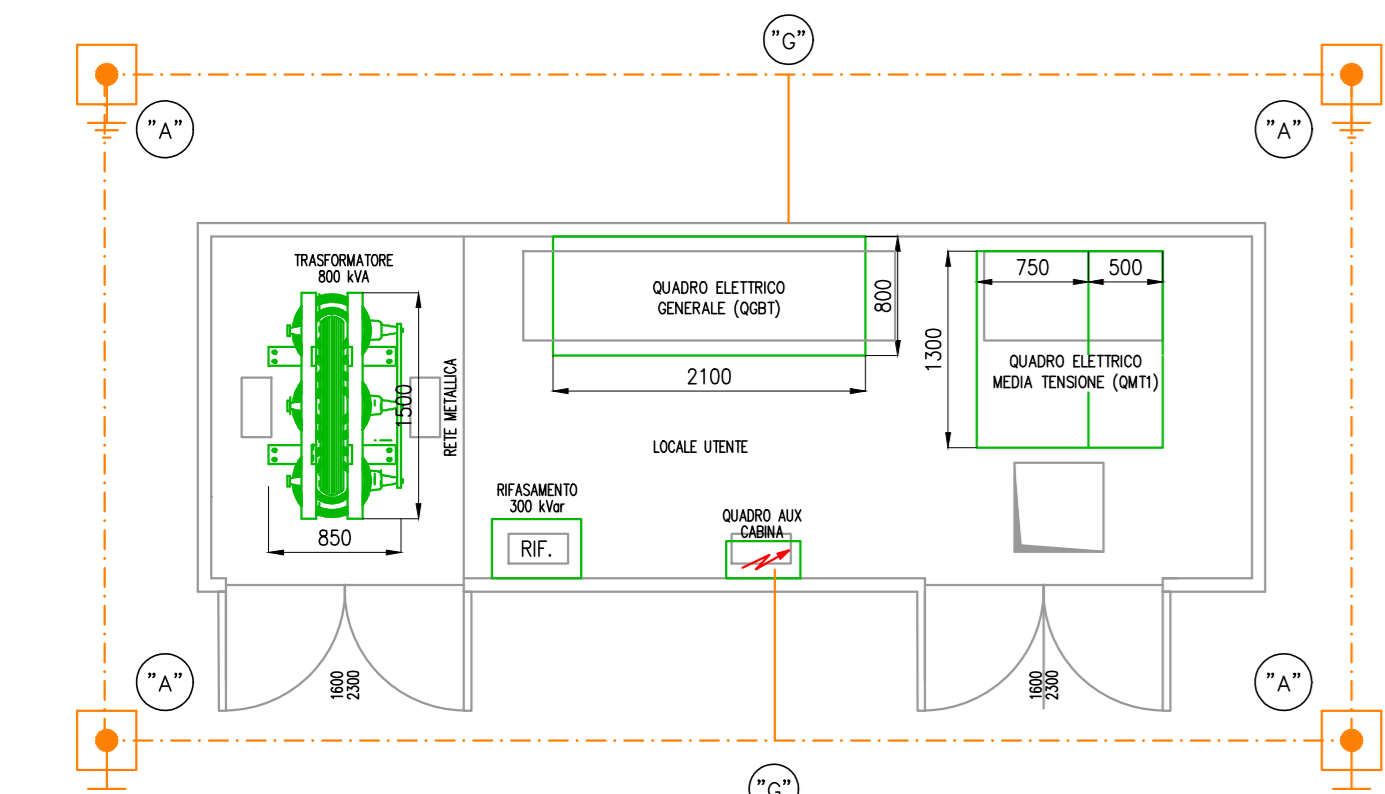 "G"
"A"
"A"
TRASFORMATORE
800 kVA
QUADRO ELETTRICO
GENERALE (QGBT)
800
750
500
1300
QUADRO ELETTRICO
MEDIA TENSIONE (QMT1)
2100
1500
RETE METALLICA
LOCALE UTENTE
RIFASAMENTO
300 kVar
RIF.
QUADRO AUX
CABINA
850
1600
2300
1600
2300
"A"
"A"
"G"